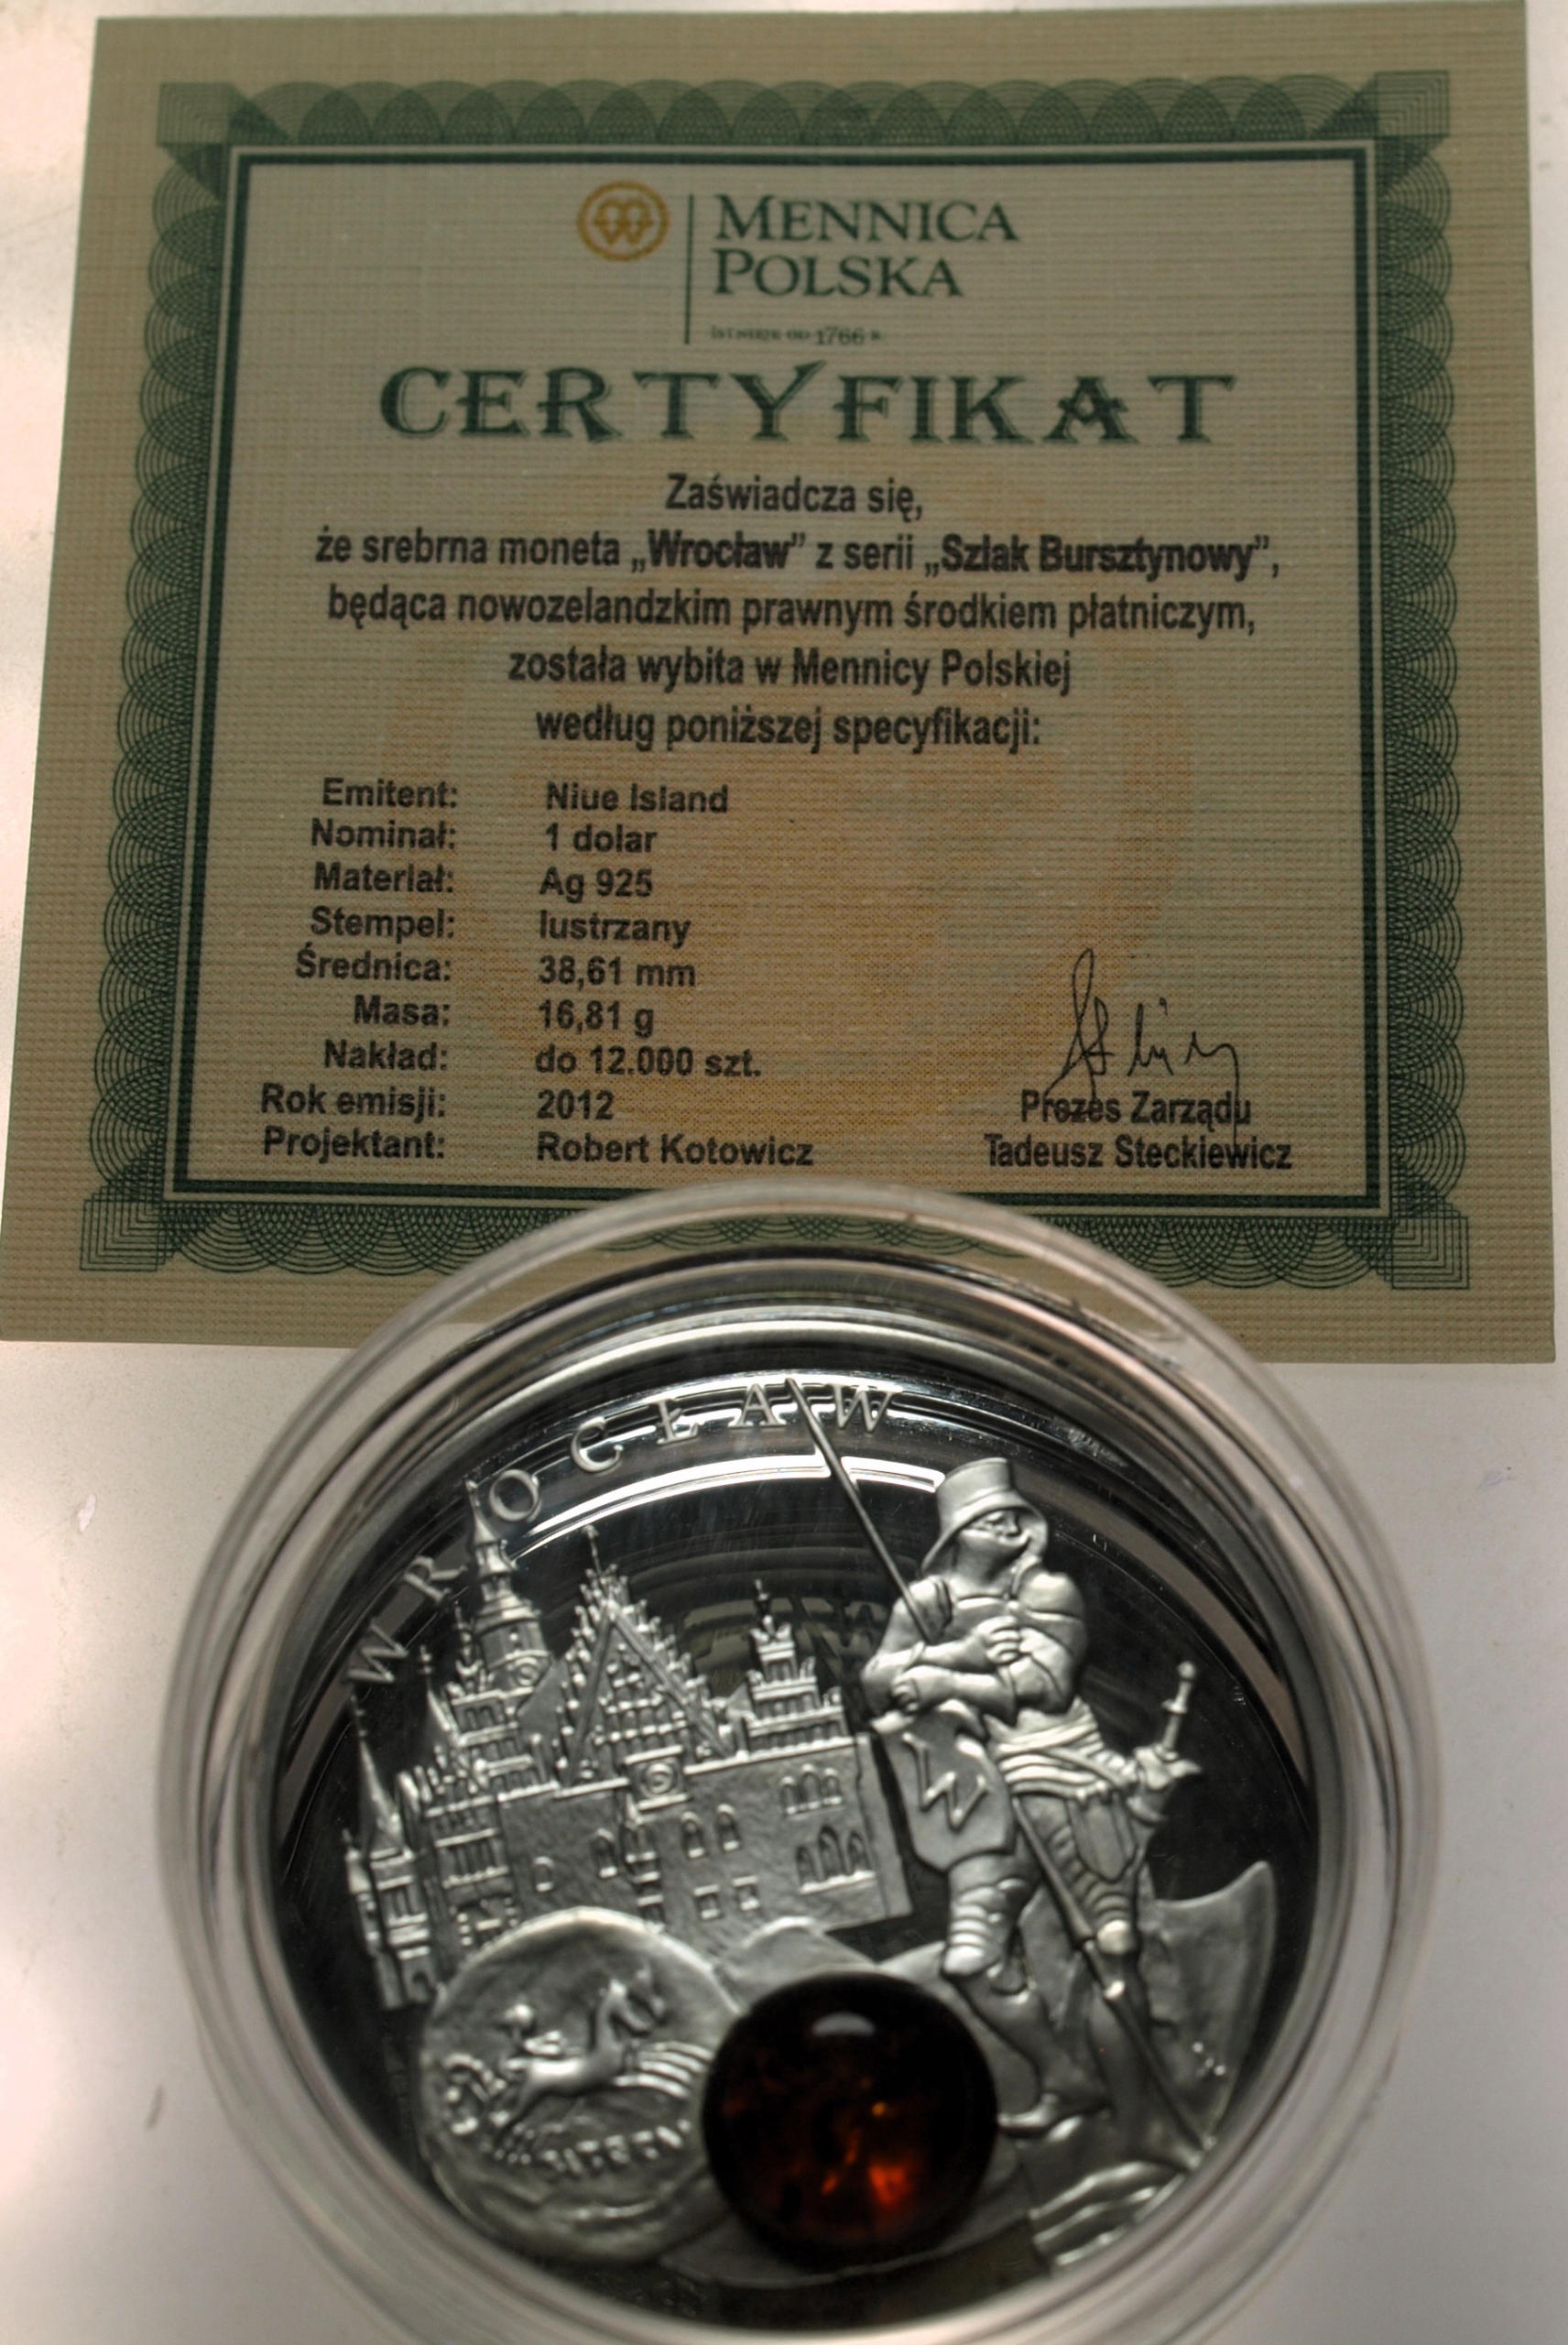 MENNICA
POLSKA
ISTNIEJE OD 1766 R.
CERTYFIKAT
Zaświadcza się,
że srebrna moneta „Wrocław” z serii „Szlak Bursztynowy”,
będąca nowozelandzkim prawnym środkiem płatniczym,
została wybita w Mennicy Polskiej
według poniższej specyfikacji:
Emitent: Niue Island
Nominał: 1 dolar
Materiał: Ag 925
Stempel: lustrzany
Średnica: 38,61 mm
Masa: 16,81 g
Nakład: do 12.000 szt.
Rok emisji: 2012
Projektant: Robert Kotowicz
Prezes Zarządu
Tadeusz Steckiewicz
WROCŁAW
W